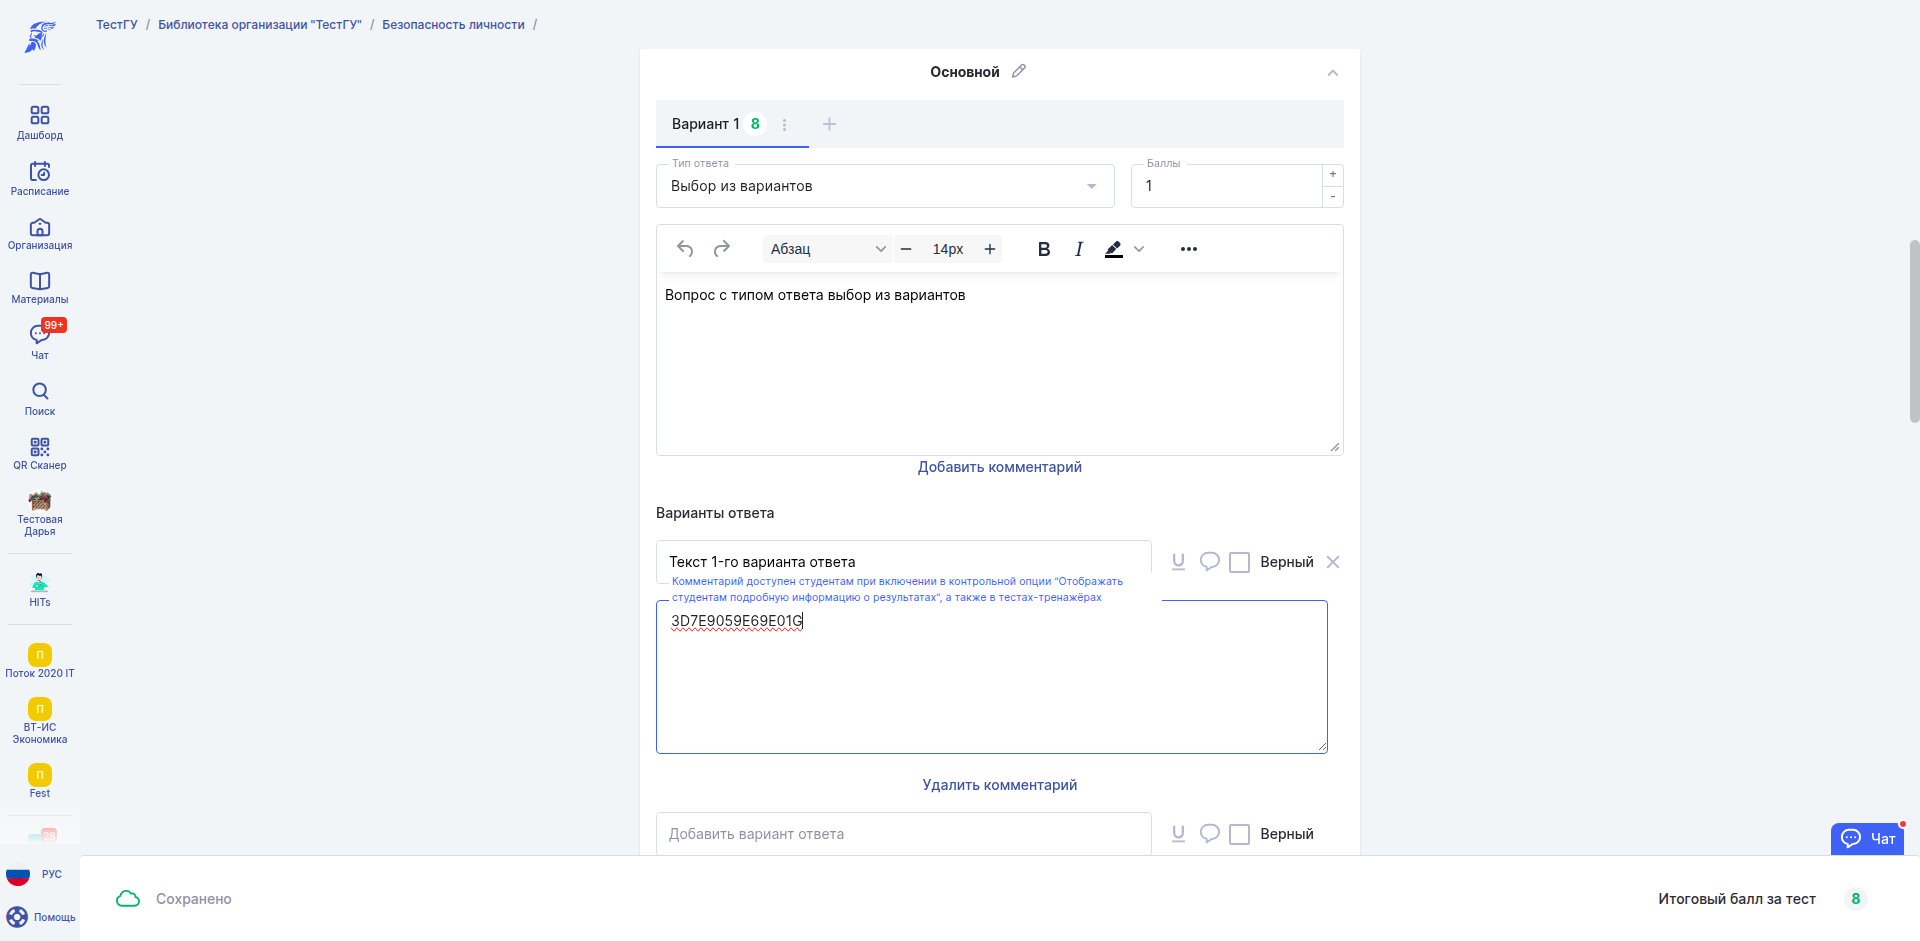 ТестГУ / Библиотека организации "ТестГУ" / Безопасность личности /
Дашборд
Расписание
Организация
Материалы
99+
Чат
Поиск
QR Сканер
Тестовая
Дарья
HITs
П
Поток 2020 IT
П
ВТ-ИС
Экономика
П
Fest
28
РУС
Помощь
Основной
Вариант 1 8
Тип ответа
Выбор из вариантов
Баллы
1
+
-
Абзац
14px
B I
Вопрос с типом ответа выбор из вариантов
Добавить комментарий
Варианты ответа
Текст 1-го варианта ответа
U
Верный
Комментарий доступен студентам при включении в контрольной опции "Отображать
студентам подробную информацию о результатах", а также в тестах-тренажёрах
3D7E9059E69E01G
Удалить комментарий
Добавить вариант ответа
U
Верный
Чат
Сохранено
Итоговый балл за тест 8